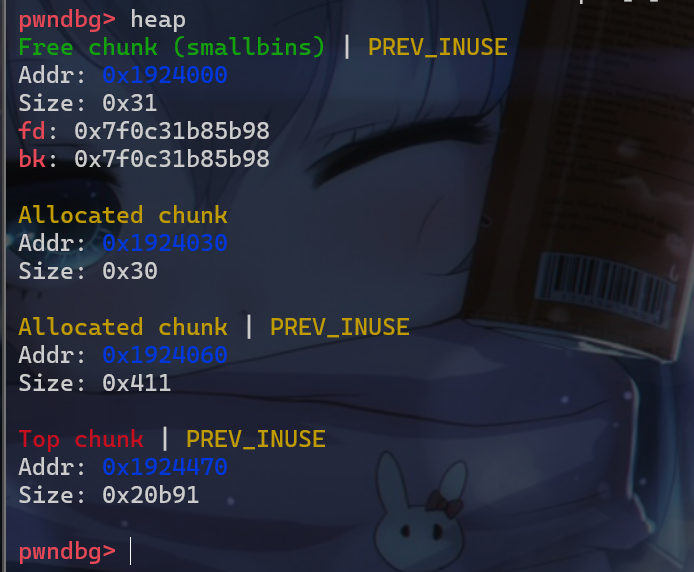 pwndbg> heap
Free chunk (smallbins) | PREV_INUSE
Addr: 0x1924000
Size: 0x31
fd: 0x7f0c31b85b98
bk: 0x7f0c31b85b98
Allocated chunk
Addr: 0x1924030
Size: 0x30
Allocated chunk | PREV_INUSE
Addr: 0x1924060
Size: 0x411
Top chunk | PREV_INUSE
Addr: 0x1924470
Size: 0x20b91
pwndbg>